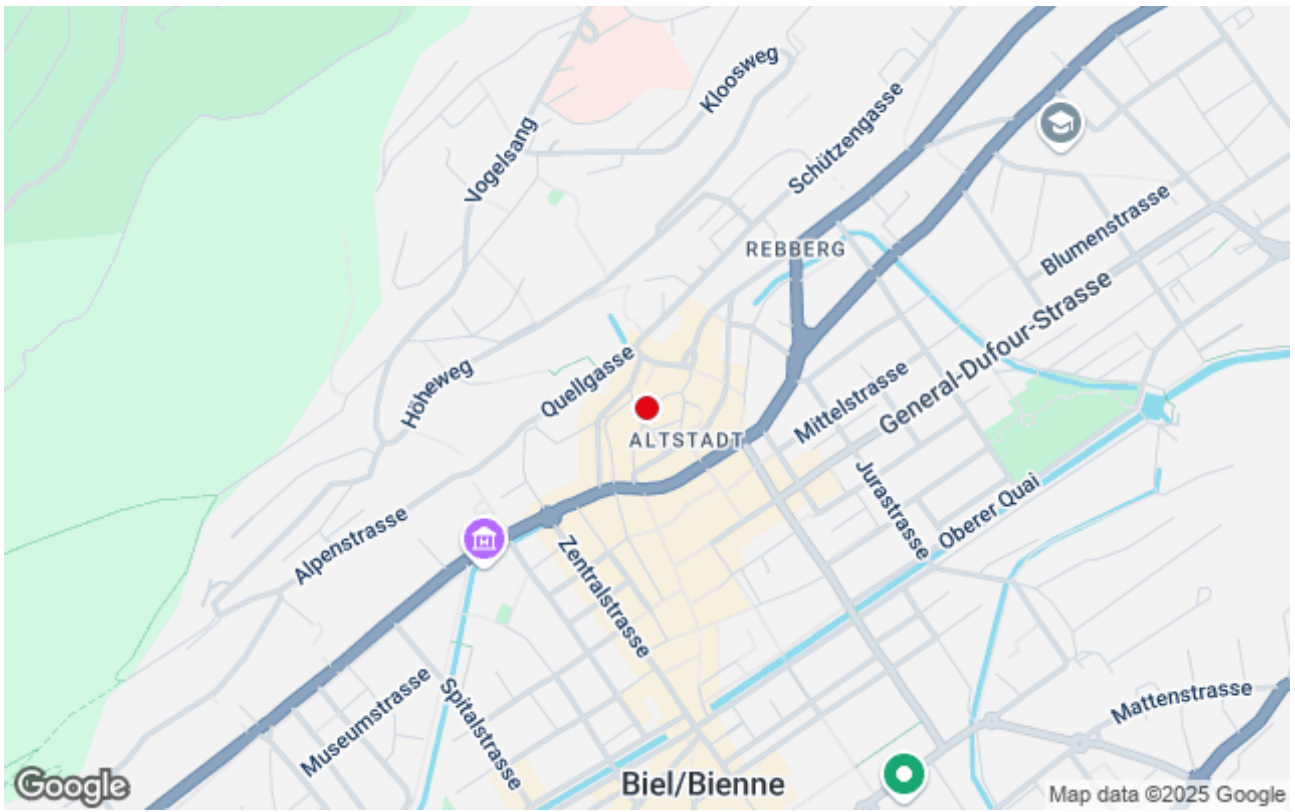 Kloosweg
Vogelsang
Schützengasse
REBBERG
Blumenstrasse
General-Dufour-Strasse
Höheweg
Quellgasse
Mittelstrasse
ALTSTADT
Jurastrasse
Oberer Quai
Alpenstrasse
Zentralstrasse
Museumstrasse
Spitalstrasse
Mattenstrasse
Biel/Bienne
Google
Map data ©2025 Google